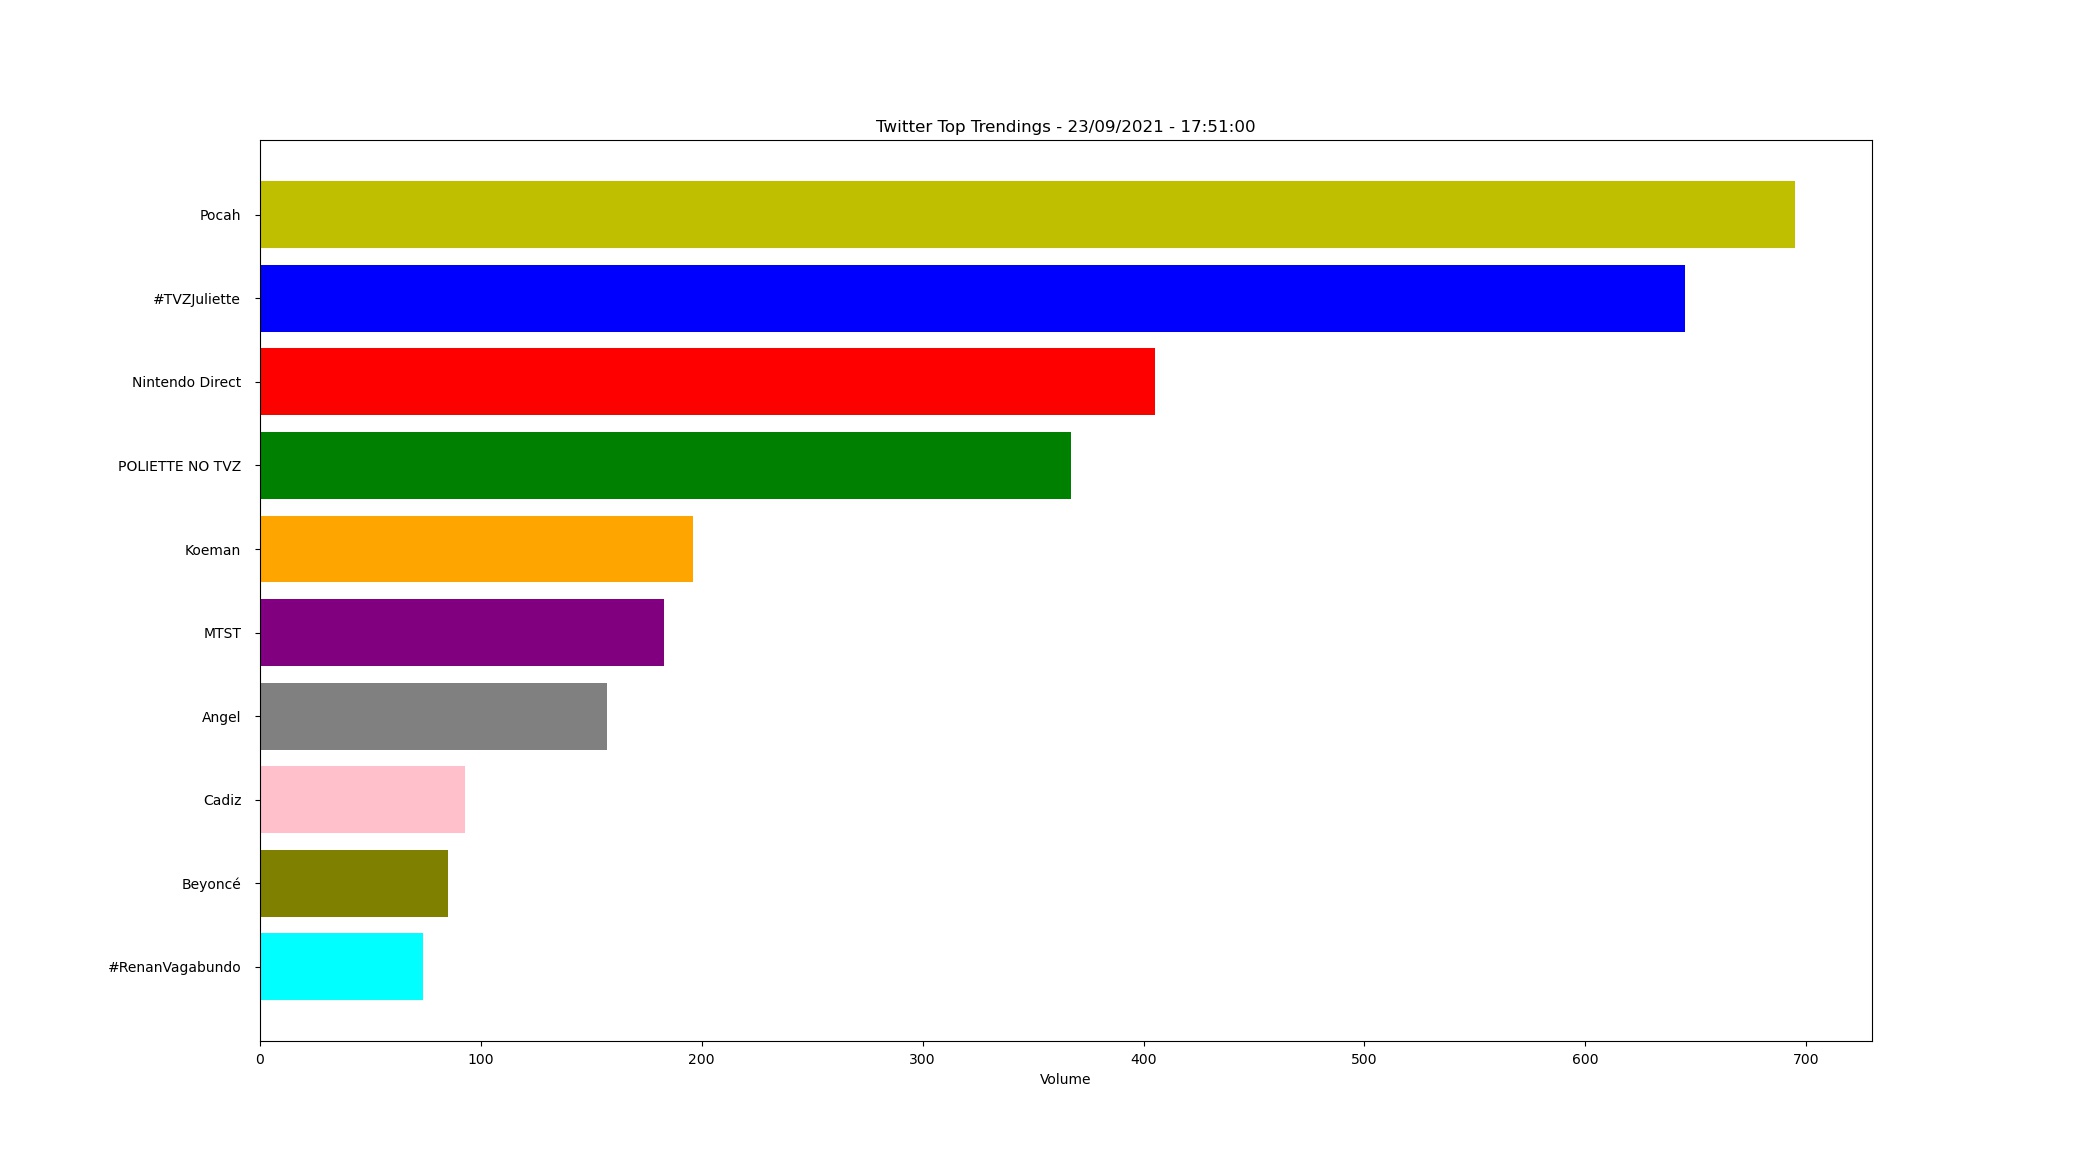 Twitter Top Trendings - 23/09/2021 - 17:51:00
Pocah
#TVZJuliette
Nintendo Direct
POLIETTE NO TVZ
Koeman
MTST
Angel
Cadiz
Beyoncé
#RenanVagabundo
0 100 200 300 400 500 600 700
Volume